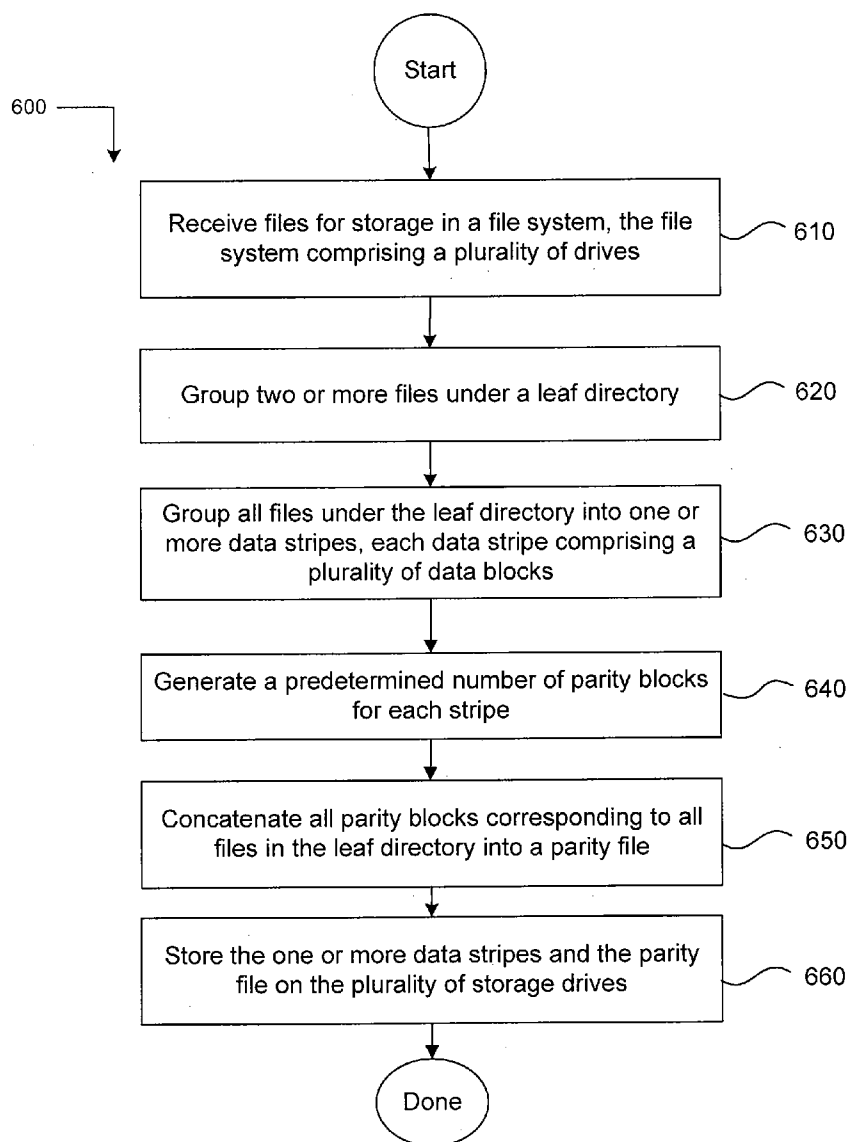 Start
600
Receive files for storage in a file system, the file
system comprising a plurality of drives
610
Group two or more files under a leaf directory
620
Group all files under the leaf directory into one or
more data stripes, each data stripe comprising a
plurality of data blocks
630
Generate a predetermined number of parity blocks
for each stripe
640
Concatenate all parity blocks corresponding to all
files in the leaf directory into a parity file
650
Store the one or more data stripes and the parity
file on the plurality of storage drives
660
Done